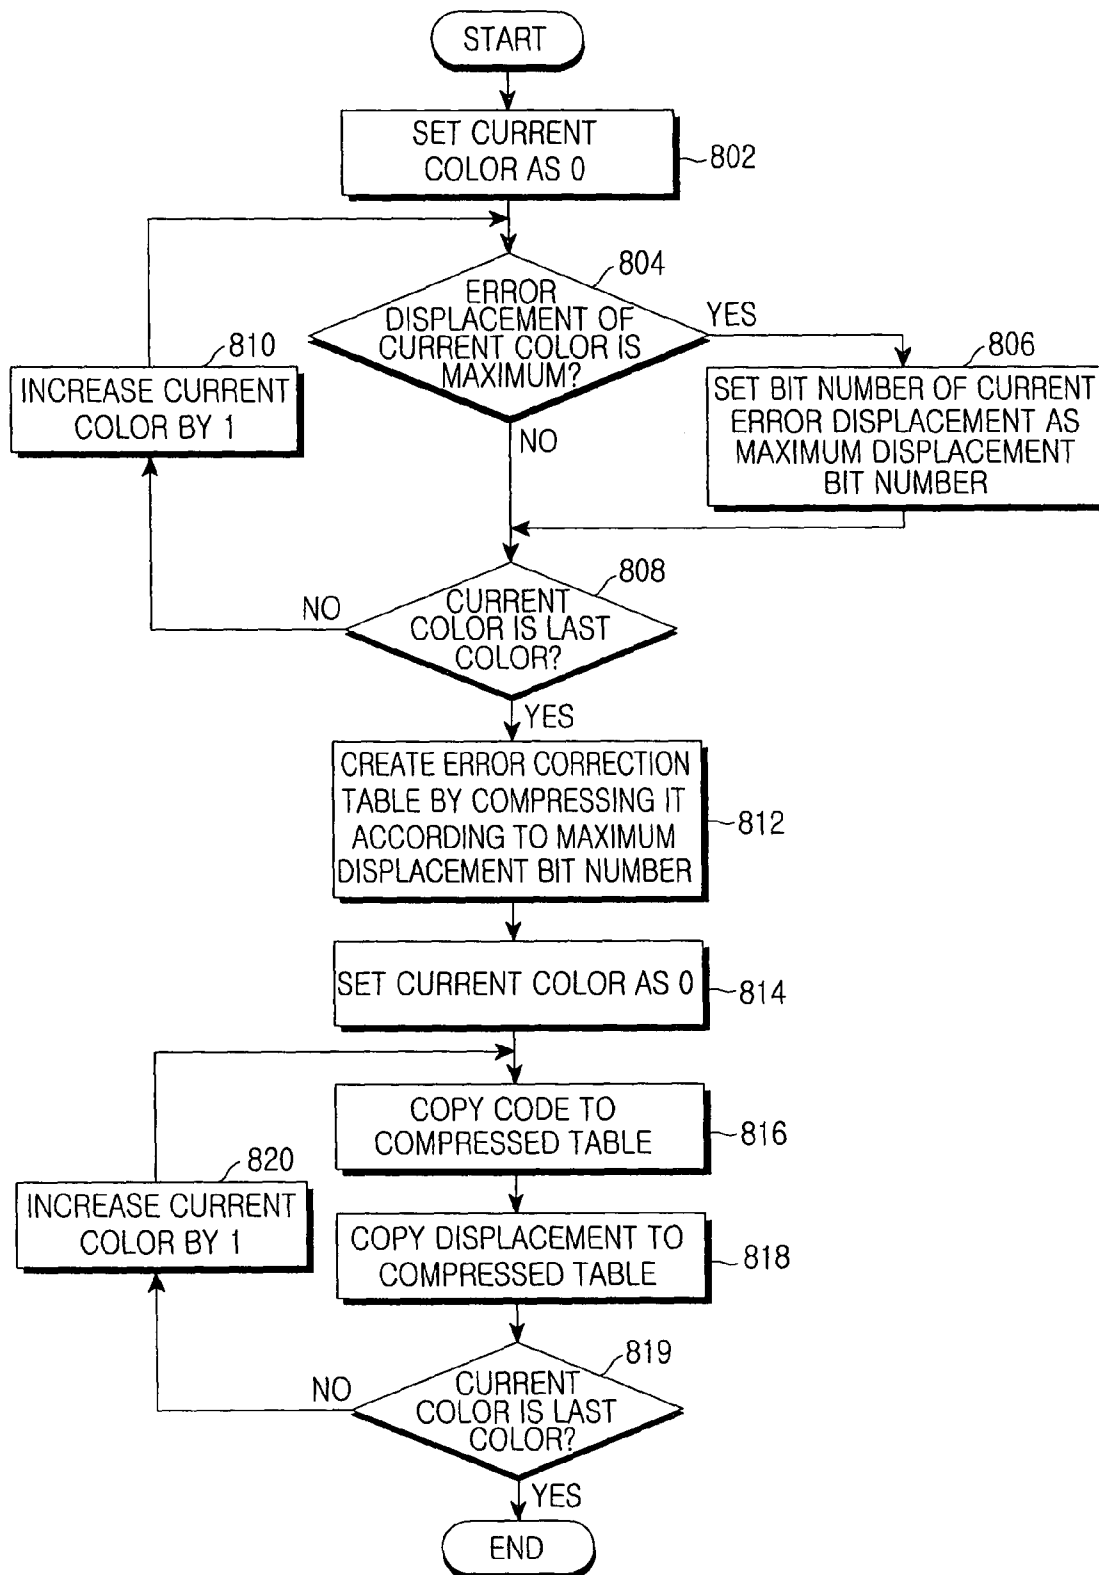 START
SET CURRENT
COLOR AS 0
802
804
ERROR
DISPLACEMENT OF
CURRENT COLOR IS
MAXIMUM?
YES
NO
806
SET BIT NUMBER OF CURRENT
ERROR DISPLACEMENT AS
MAXIMUM DISPLACEMENT
BIT NUMBER
810
INCREASE CURRENT
COLOR BY 1
808
CURRENT
COLOR IS LAST
COLOR?
NO
YES
CREATE ERROR CORRECTION
TABLE BY COMPRESSING IT
ACCORDING TO MAXIMUM
DISPLACEMENT BIT NUMBER
812
SET CURRENT COLOR AS 0
814
COPY CODE TO
COMPRESSED TABLE
816
820
INCREASE CURRENT
COLOR BY 1
COPY DISPLACEMENT TO
COMPRESSED TABLE
818
819
CURRENT
COLOR IS LAST
COLOR?
NO
YES
END